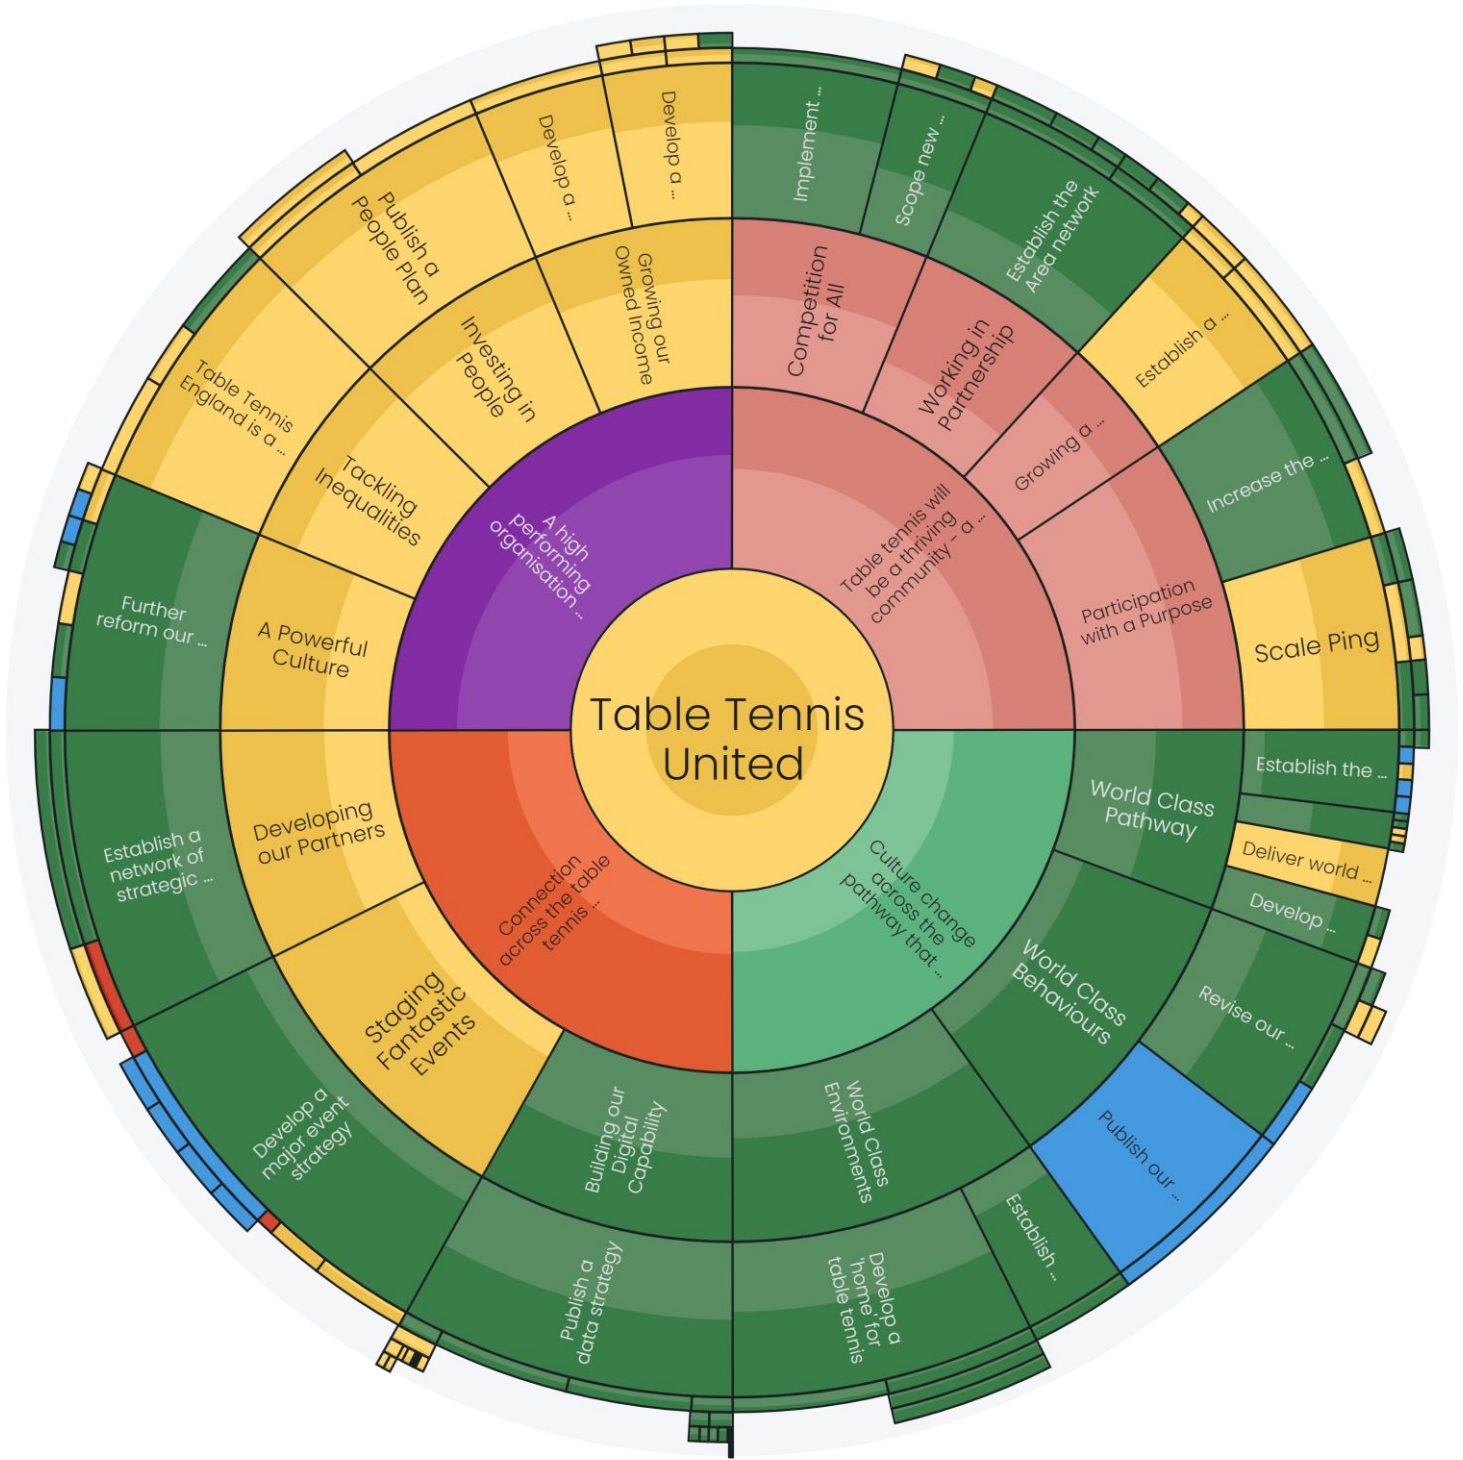 Table Tennis
United
Table tennis will
be a thriving
community – a ...
Culture change
across the
pathway that ...
Connection
across the table
tennis ...
A high
performing
organisation ...
Competition
for All
Working in
Partnership
Growing a ...
Participation
with a Purpose
World Class
Pathway
World Class
Behaviours
World Class
Environments
Building our
Digital
Capability
Staging
Fantastic
Events
Developing
our Partners
A Powerful
Culture
Tackling
Inequalities
Investing in
People
Growing our
Owned Income
Implement ...
Scope new ...
Establish the
Area network
Establish a ...
Increase the ...
Scale Ping
Establish the ...
Deliver world ...
Develop ...
Revise our ...
Publish our ...
Establish ...
Develop a
'home' for
table tennis
Publish a
data strategy
Develop a
major event
strategy
Establish a
network of
strategic ...
Further
reform our ...
Table Tennis
England is a ...
Publish a
People Plan
Develop a ...
Develop a ...